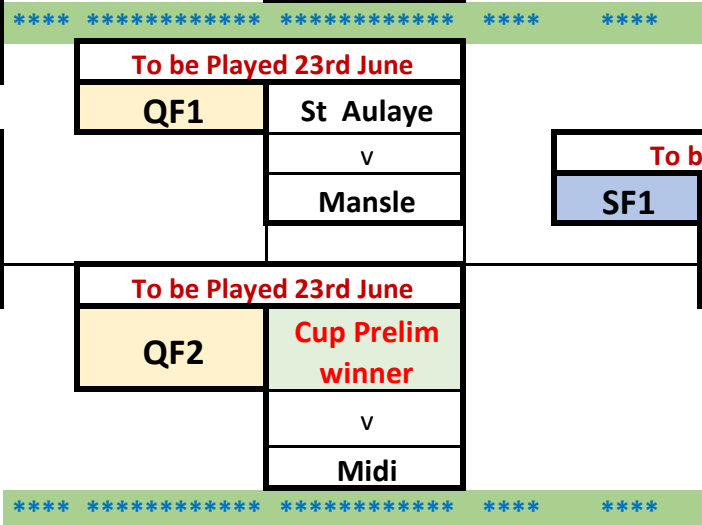 **** ************ ************ **** ****
To be Played 23rd June
QF1 St Aulaye
v
To b
Mansle
SF1
To be Played 23rd June
QF2
Cup Prelim
winner
v
Midi
**** ************ ************ **** ****